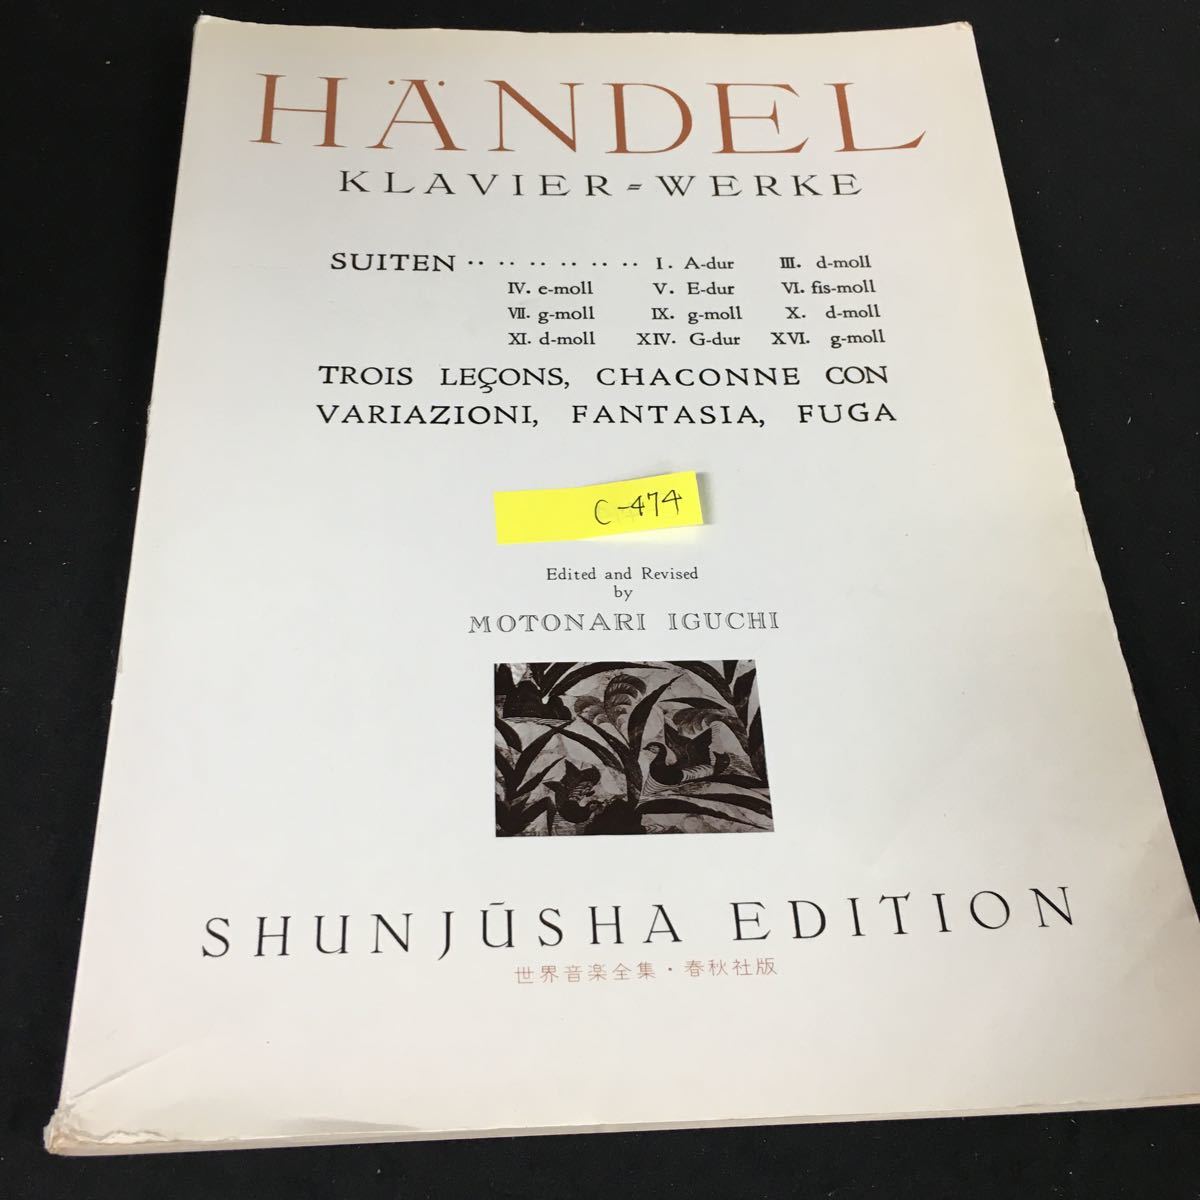 HÄNDEL
KLAVIER=WERKE
SUITEN ·· ·· ·· ·· ·· ·· I. A-dur III. d-moll
IV. e-moll V. E-dur VI. fis-moll
VII. g-moll IX. g-moll X. d-moll
XI. d-moll XIV. G-dur XVI. g-moll
TROIS LEÇONS, CHACONNE CON
VARIAZIONI, FANTASIA, FUGA
C-474
Edited and Revised
by
MOTONARI IGUCHI
SHUNJŪSHA EDITION
世界音楽全集・春秋社版